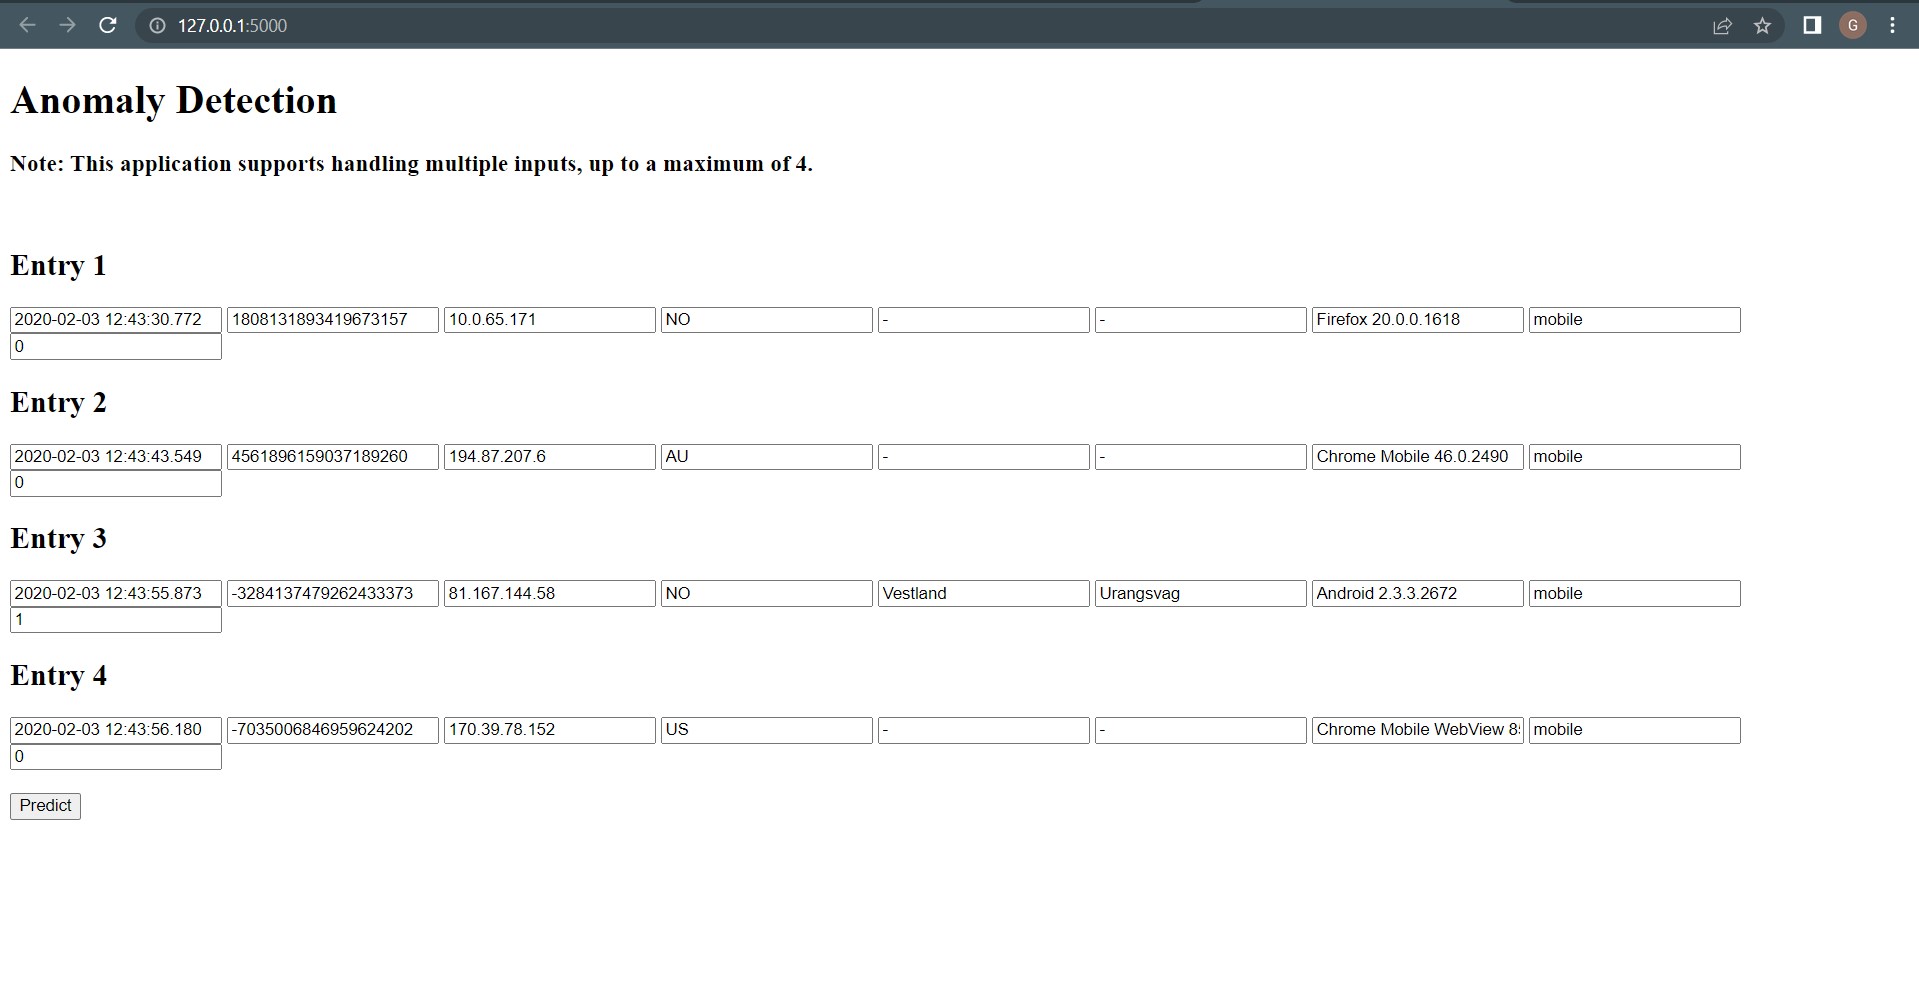 127.0.0.1:5000
G
Anomaly Detection
Note: This application supports handling multiple inputs, up to a maximum of 4.
Entry 1
2020-02-03 12:43:30.772 1808131893419673157 10.0.65.171 NO - - Firefox 20.0.0.1618 mobile
0
Entry 2
2020-02-03 12:43:43.549 4561896159037189260 194.87.207.6 AU - - Chrome Mobile 46.0.2490 mobile
0
Entry 3
2020-02-03 12:43:55.873 -3284137479262433373 81.167.144.58 NO Vestland Urangsvag Android 2.3.3.2672 mobile
1
Entry 4
2020-02-03 12:43:56.180 -7035006846959624202 170.39.78.152 US - - Chrome Mobile WebView 8 mobile
0
Predict